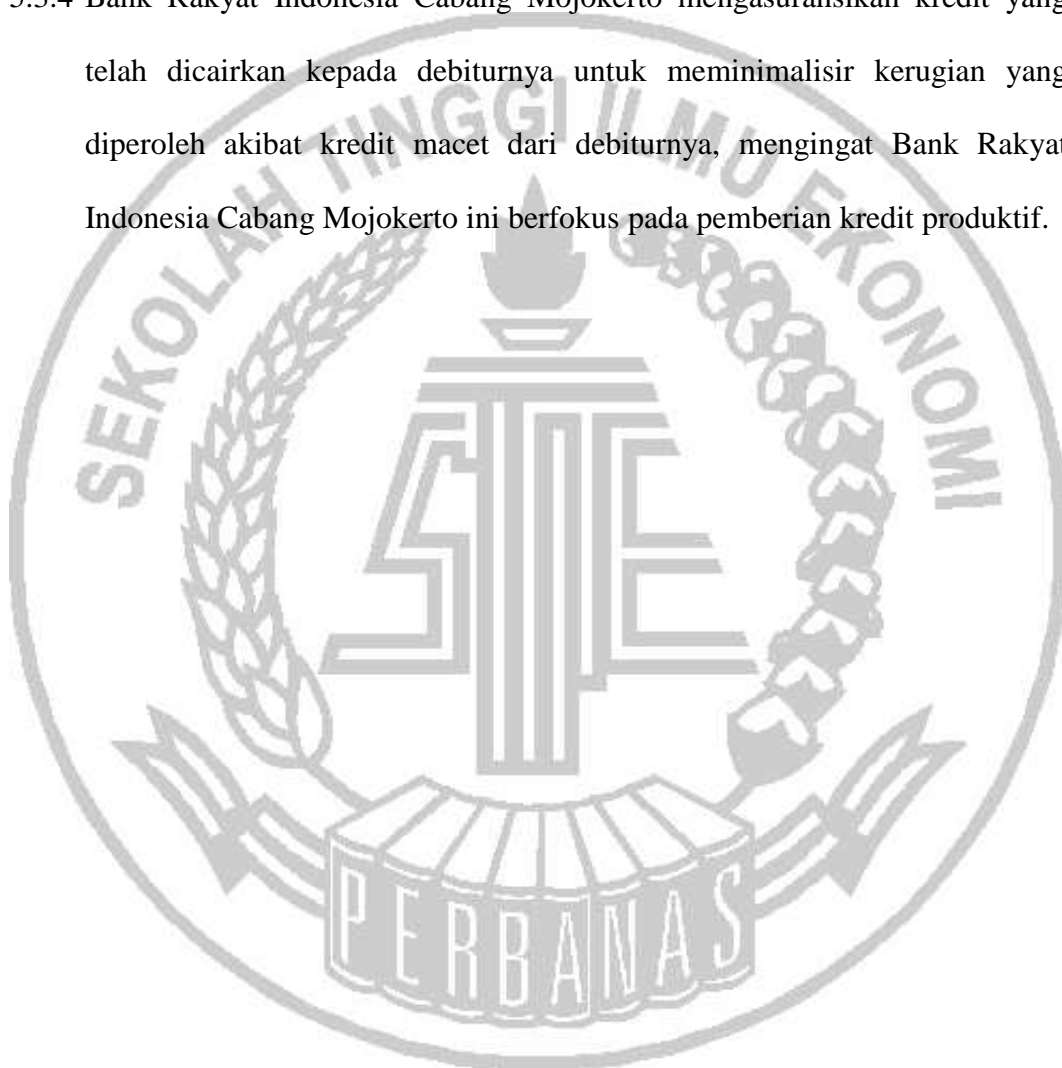 5.3.4 Bank Rakyat Indonesia Cabang Mojokerto mengasuransikan kredit yang
telah dicairkan kepada debiturnya untuk meminimalisir kerugian yang
diperoleh akibat kredit macet dari debiturnya, mengingat Bank Rakyat
Indonesia Cabang Mojokerto ini berfokus pada pemberian kredit produktif.
SEKOLAH TINGGI ILMU EKONOMI
STIE
PERBANAS